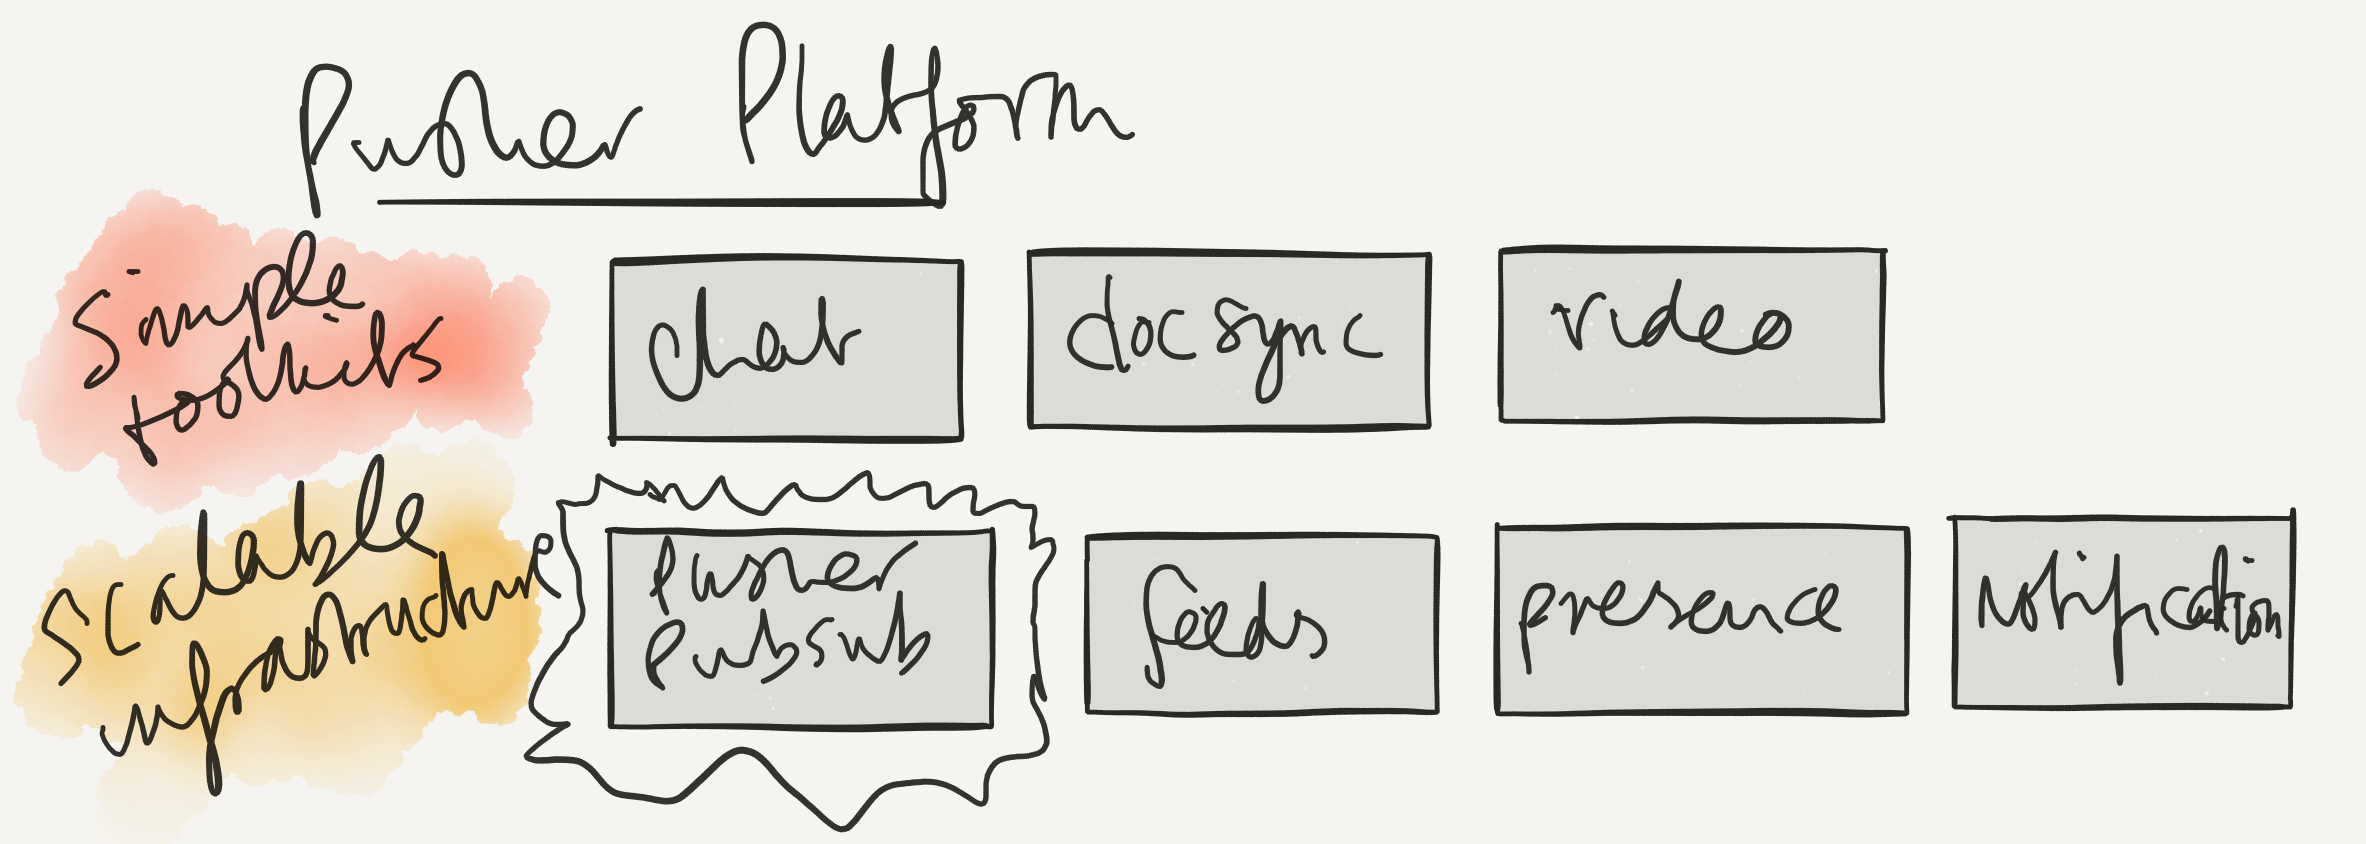 Pusher Platform
simple
toolkits
chat
doc sync
video
scalable
infrastructure
Pusher
Pubsub
feeds
presence
notification